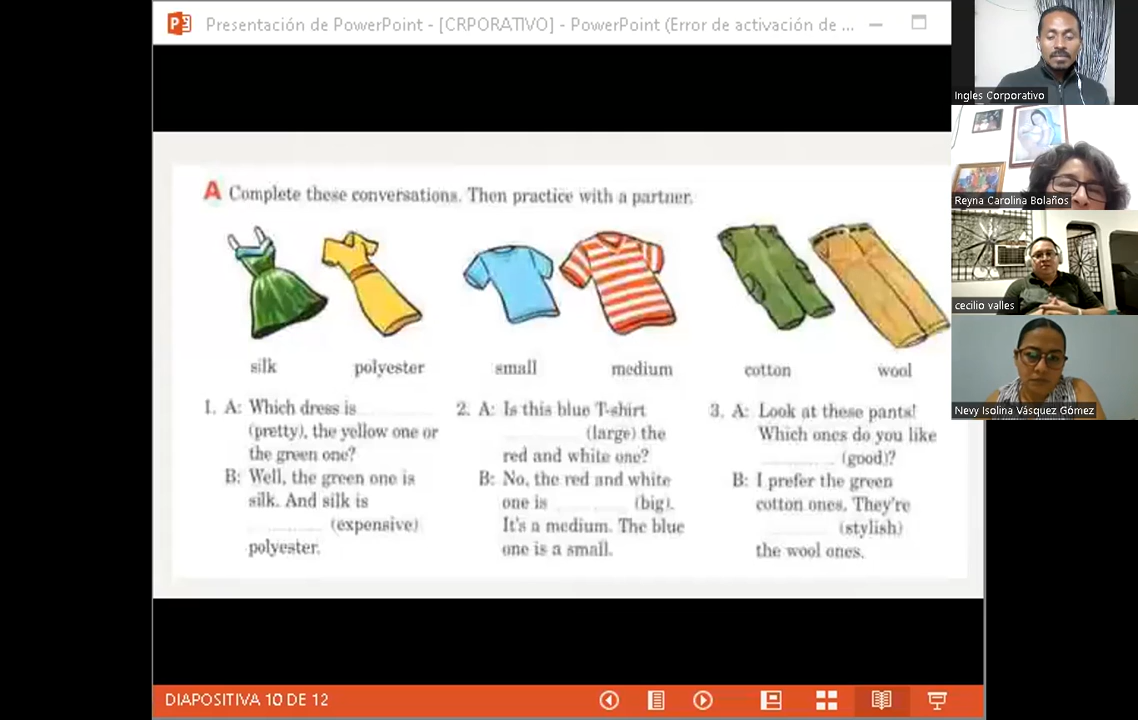 Presentación de PowerPoint - [CRPORATIVO] - PowerPoint (Error de activación de ...
Ingles Corporativo
Reyna Carolina Bolaños
cecilio valles
Nevy Isolina Vásquez Gómez
A Complete these conversations. Then practice with a partner.
silk
polyester
small
medium
cotton
wool
1. A: Which dress is
(pretty), the yellow one or
the green one?
B: Well, the green one is
silk. And silk is
(expensive)
polyester.
2. A: Is this blue T-shirt
(large) the
red and white one?
B: No, the red and white
one is (big).
It's a medium. The blue
one is a small.
3. A: Look at these pants!
Which ones do you like
(good)?
B: I prefer the green
cotton ones. They're
(stylish)
the wool ones.
DIAPOSITIVA 10 DE 12